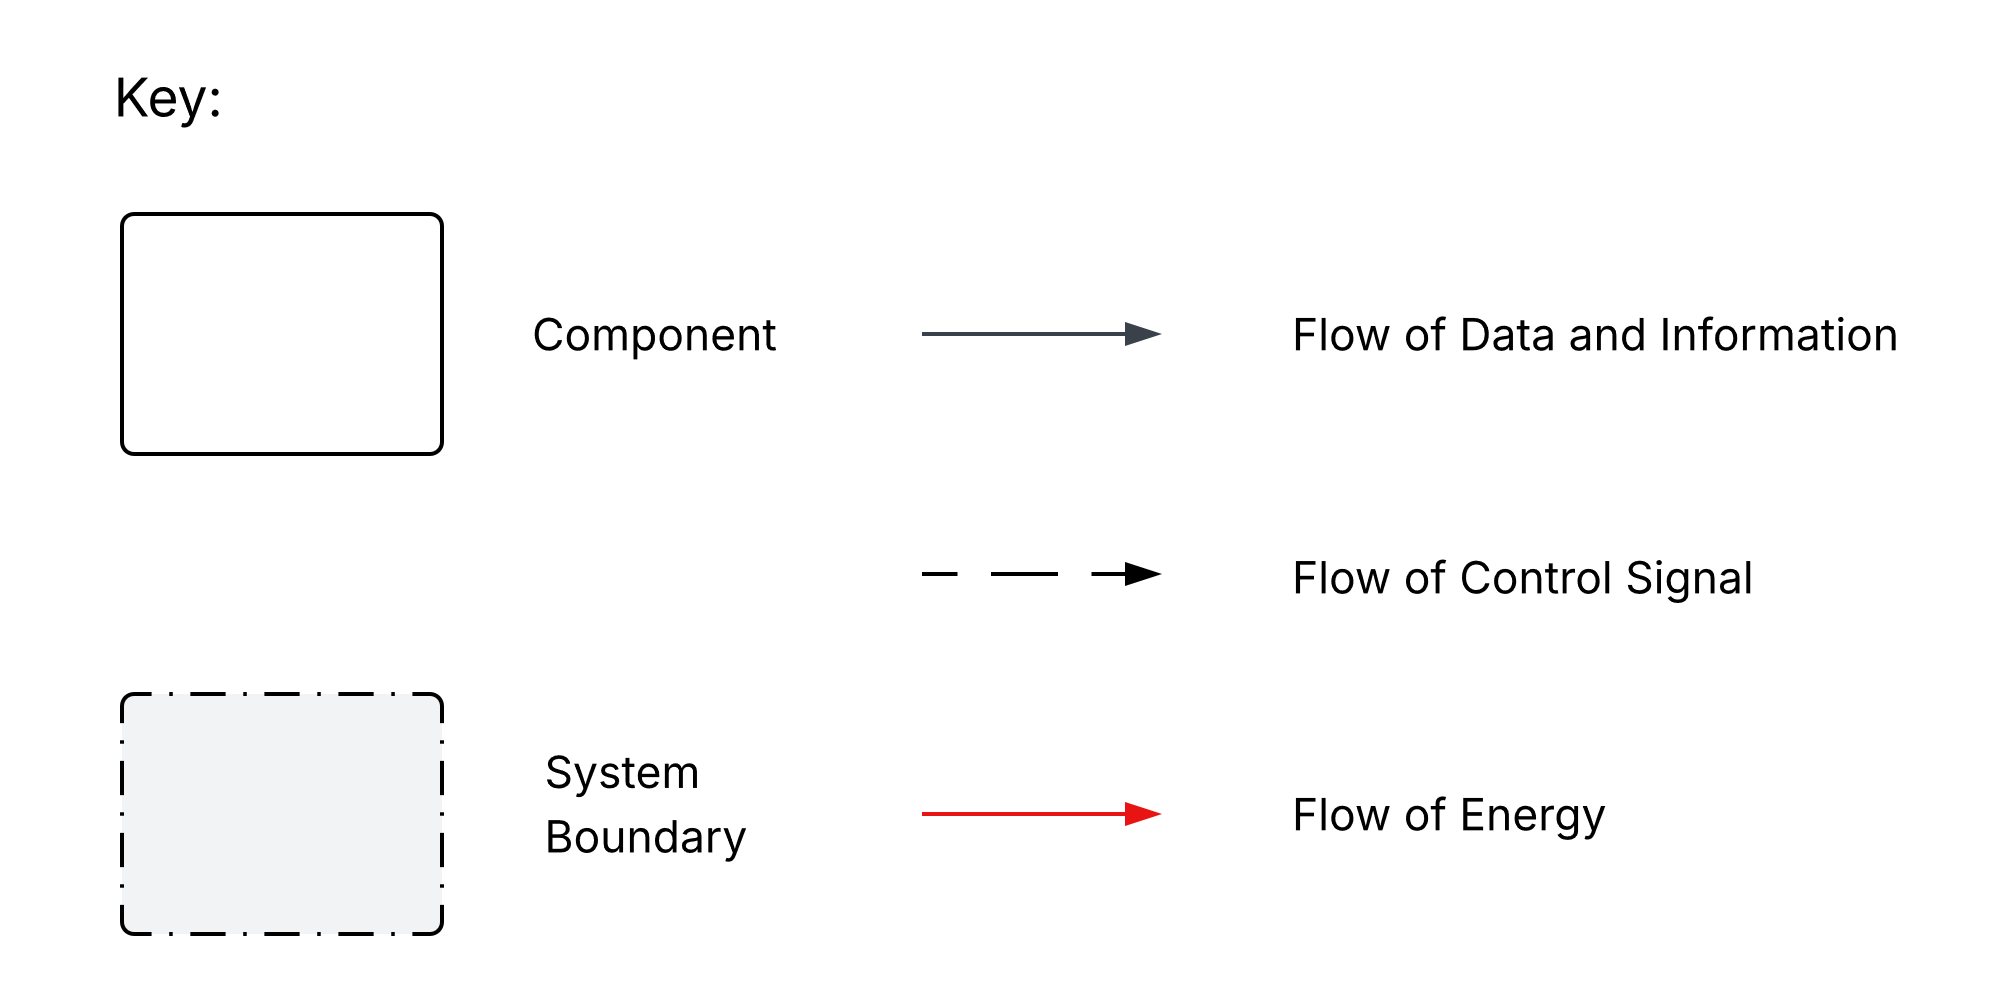 Key:
Component
Flow of Data and Information
Flow of Control Signal
System
Boundary
Flow of Energy